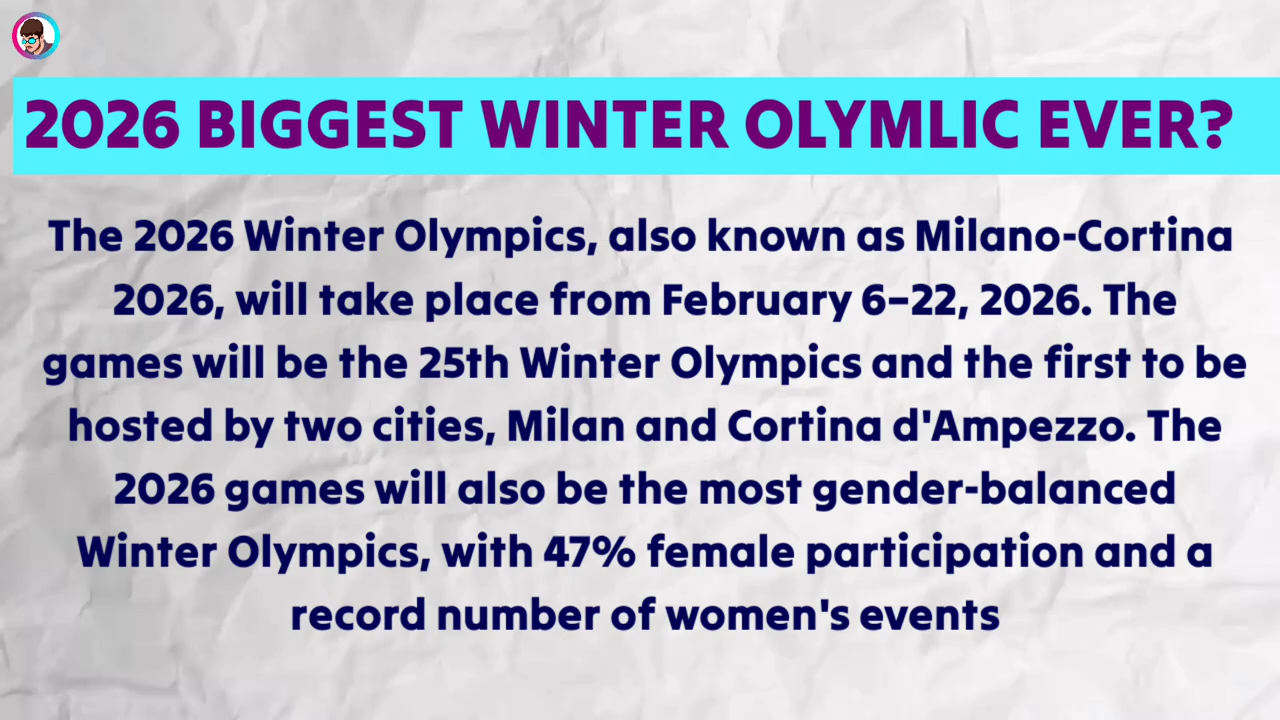 2026 BIGGEST WINTER OLYMLIC EVER?
The 2026 Winter Olympics, also known as Milano-Cortina
2026, will take place from February 6–22, 2026. The
games will be the 25th Winter Olympics and the first to be
hosted by two cities, Milan and Cortina d'Ampezzo. The
2026 games will also be the most gender-balanced
Winter Olympics, with 47% female participation and a
record number of women's events